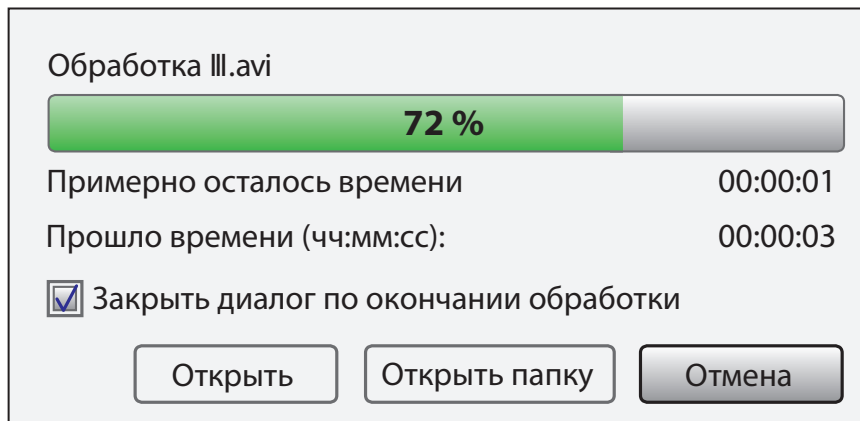 Обработка Ⅲ.avi
72 %
Примерно осталось времени 00:00:01
Прошло времени (чч:мм:сс): 00:00:03
Закрыть диалог по окончании обработки
Открыть Открыть папку Отмена